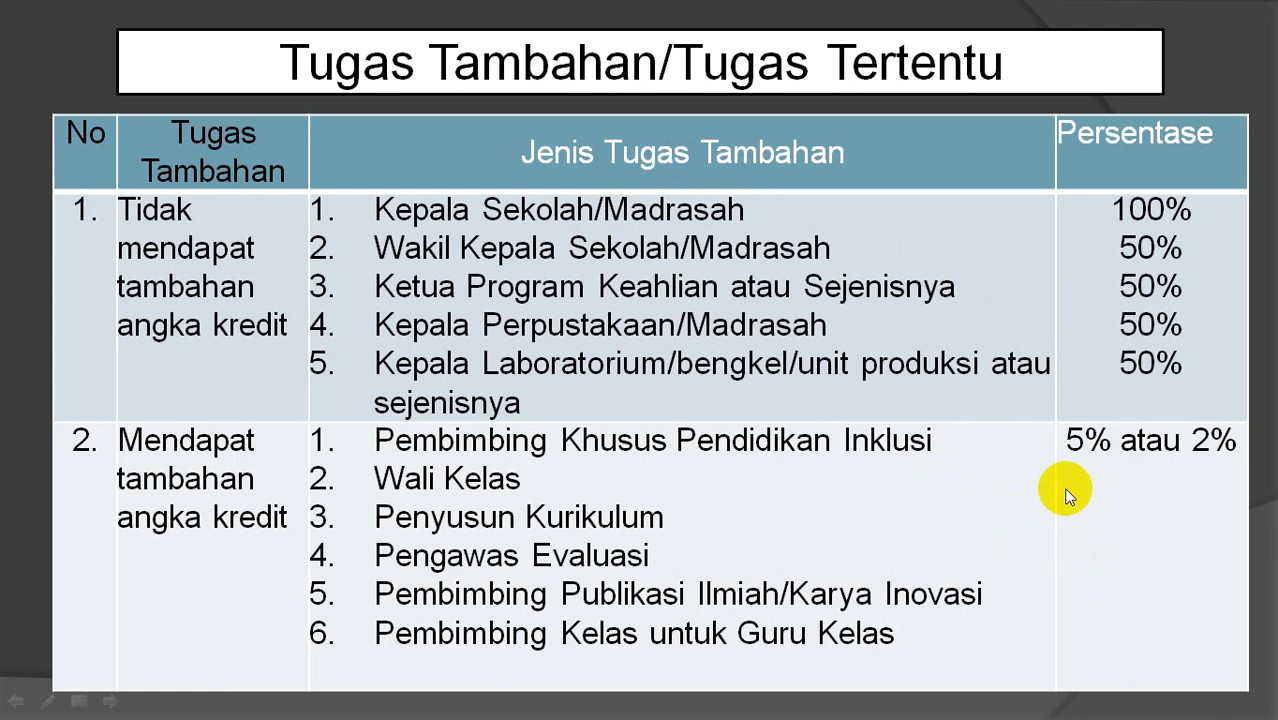 Tugas Tambahan/Tugas Tertentu
No
Tugas
Tambahan
Jenis Tugas Tambahan
Persentase
1.
Tidak
mendapat
tambahan
angka kredit
1. Kepala Sekolah/Madrasah
2. Wakil Kepala Sekolah/Madrasah
3. Ketua Program Keahlian atau Sejenisnya
4. Kepala Perpustakaan/Madrasah
5. Kepala Laboratorium/bengkel/unit produksi atau
sejenisnya
100%
50%
50%
50%
50%
2.
Mendapat
tambahan
angka kredit
1. Pembimbing Khusus Pendidikan Inklusi
2. Wali Kelas
3. Penyusun Kurikulum
4. Pengawas Evaluasi
5. Pembimbing Publikasi Ilmiah/Karya Inovasi
6. Pembimbing Kelas untuk Guru Kelas
5% atau 2%